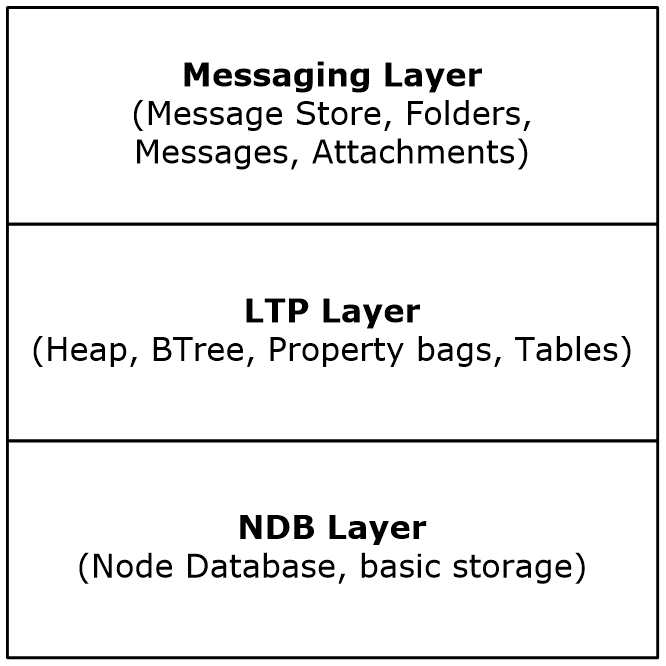 Messaging Layer
(Message Store, Folders,
Messages, Attachments)
LTP Layer
(Heap, BTree, Property bags, Tables)
NDB Layer
(Node Database, basic storage)